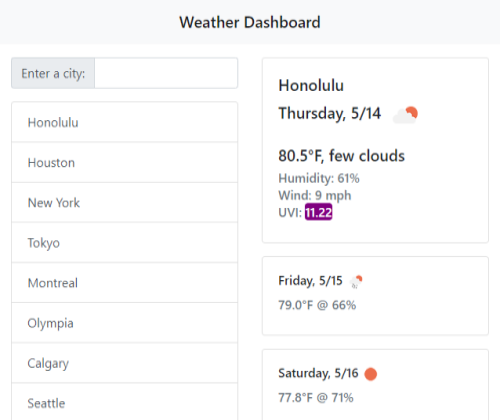 Weather Dashboard
Enter a city:
Honolulu
Houston
New York
Tokyo
Montreal
Olympia
Calgary
Seattle
Honolulu
Thursday, 5/14
80.5°F, few clouds
Humidity: 61%
Wind: 9 mph
UVI: 11.22
Friday, 5/15
79.0°F @ 66%
Saturday, 5/16
77.8°F @ 71%